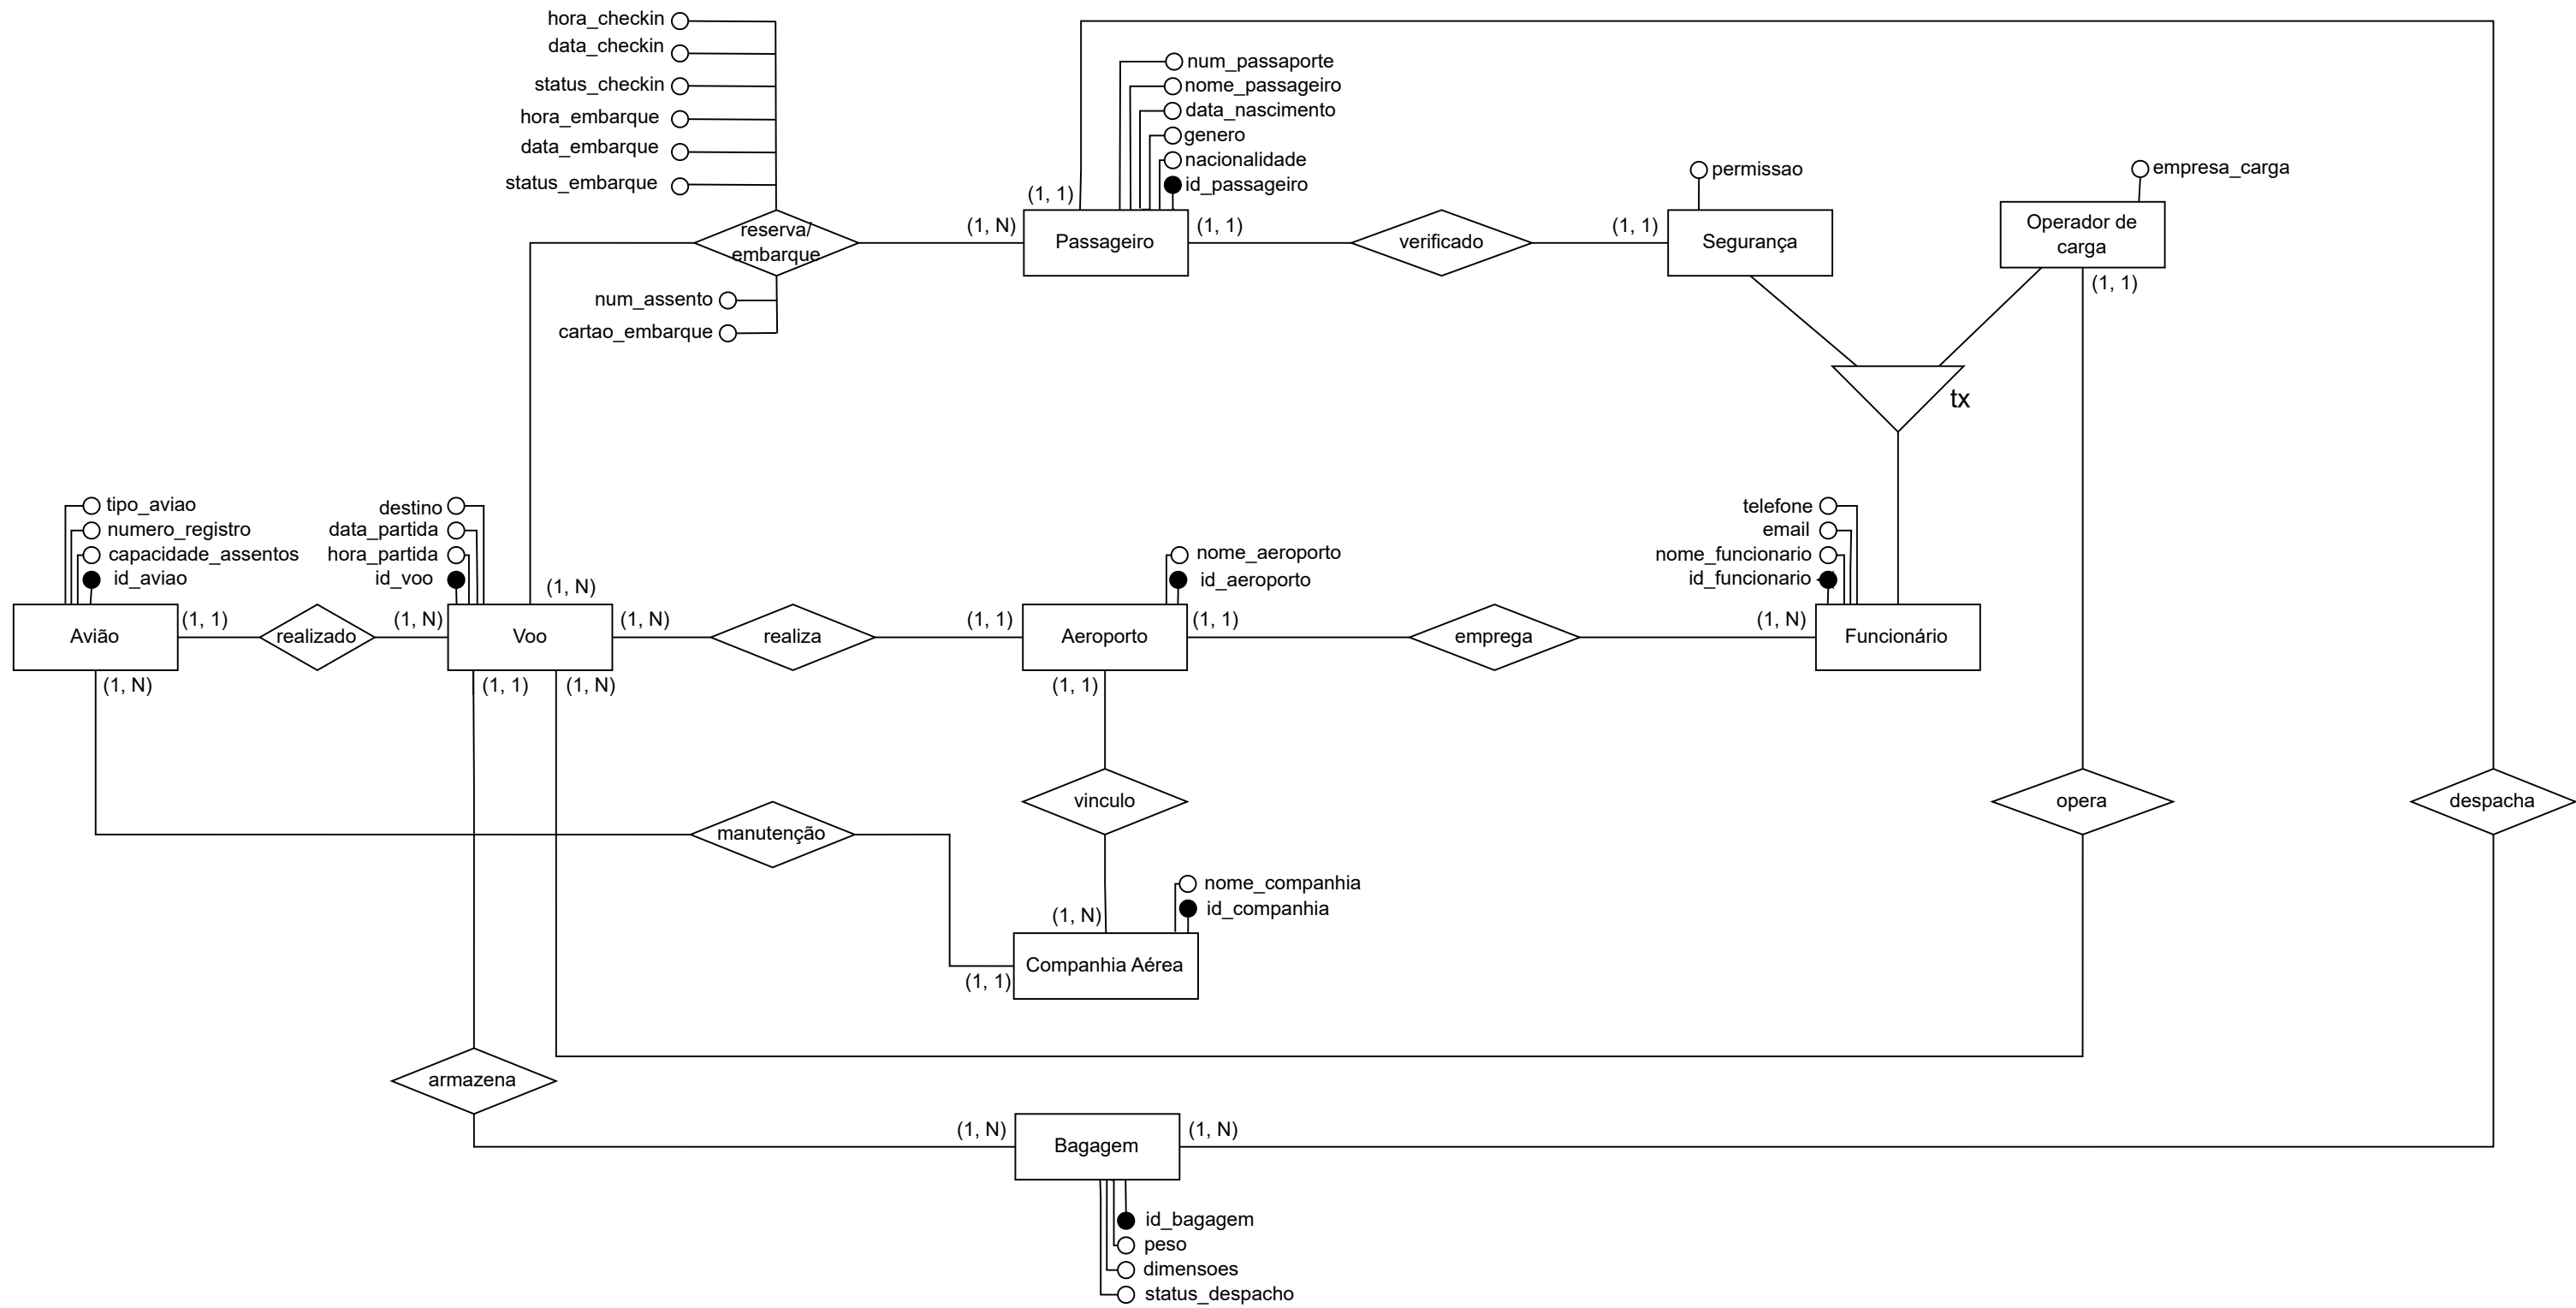 hora_checkin
data_checkin
status_checkin
hora_embarque
data_embarque
status_embarque
reserva/
embarque
num_assento
cartao_embarque
(1, N)
(1, 1)
num_passaporte
nome_passageiro
data_nascimento
genero
nacionalidade
id_passageiro
Passageiro
(1, 1)
verificado
(1, 1)
permissao
Segurança
empresa_carga
Operador de
carga
(1, 1)
tx
tipo_aviao
numero_registro
capacidade_assentos
id_aviao
Avião
(1, 1)
(1, N)
realizado
(1, N)
destino
data_partida
hora_partida
id_voo
Voo
(1, N)
(1, N)
(1, 1)
(1, N)
realiza
(1, 1)
nome_aeroporto
id_aeroporto
Aeroporto
(1, 1)
(1, 1)
emprega
(1, N)
telefone
email
nome_funcionario
id_funcionario
Funcionário
vinculo
opera
despacha
manutenção
(1, N)
nome_companhia
id_companhia
Companhia Aérea
(1, 1)
armazena
(1, N)
Bagagem
(1, N)
id_bagagem
peso
dimensoes
status_despacho